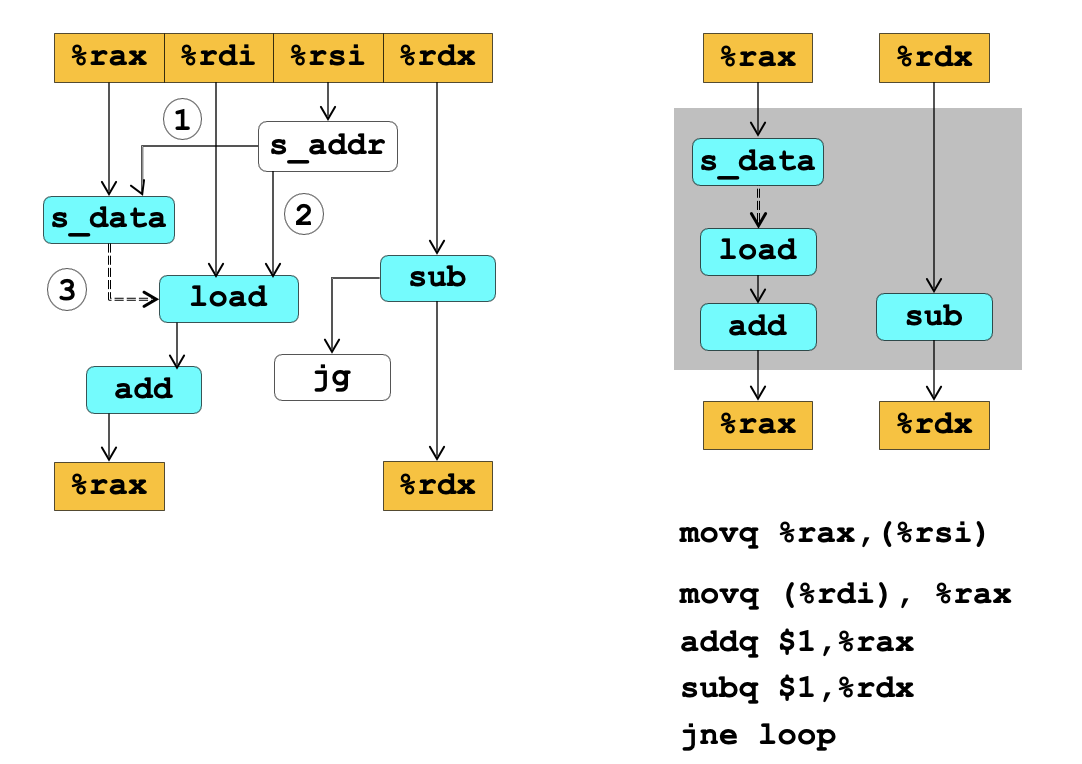 %rax %rdi %rsi %rdx
1
s_addr
s_data
2
3
load
sub
add
jg
%rax
%rdx
%rax
%rdx
s_data
load
add
sub
%rax
%rdx
movq %rax,(%rsi)
movq (%rdi), %rax
addq $1,%rax
subq $1,%rdx
jne loop